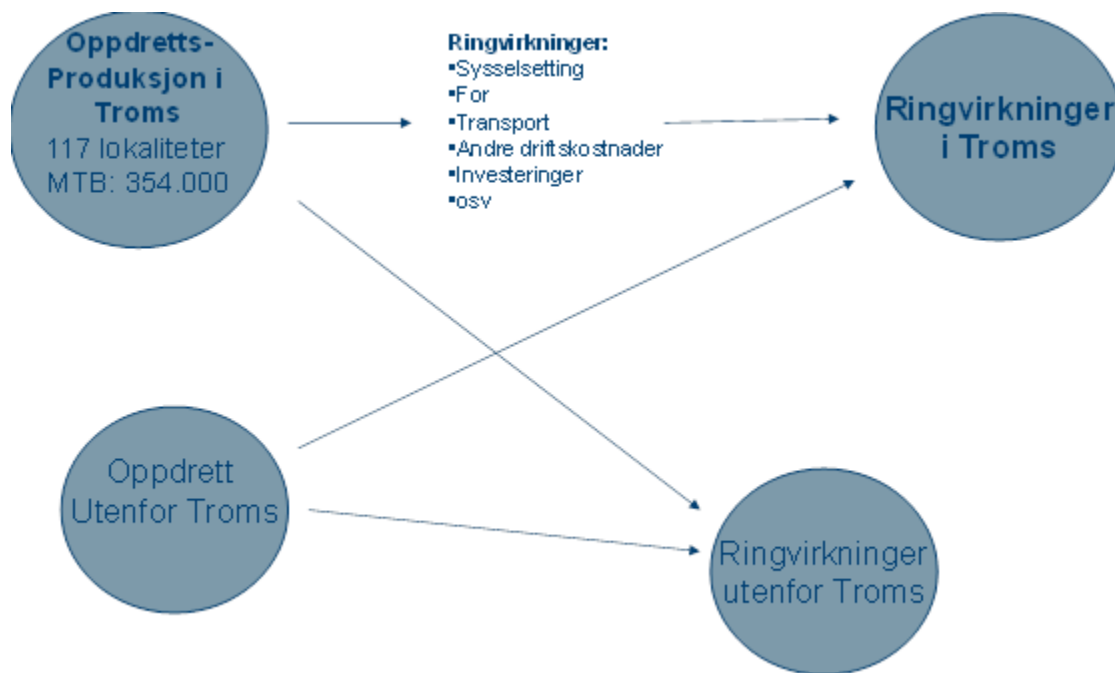 Oppdretts-
Produksjon i
Troms
117 lokaliteter
MTB: 354.000
Ringvirkninger:
▪Sysselsetting
▪For
▪Transport
▪Andre driftskostnader
▪Investeringer
▪osv
Ringvirkninger
i Troms
Oppdrett
Utenfor Troms
Ringvirkninger
utenfor Troms